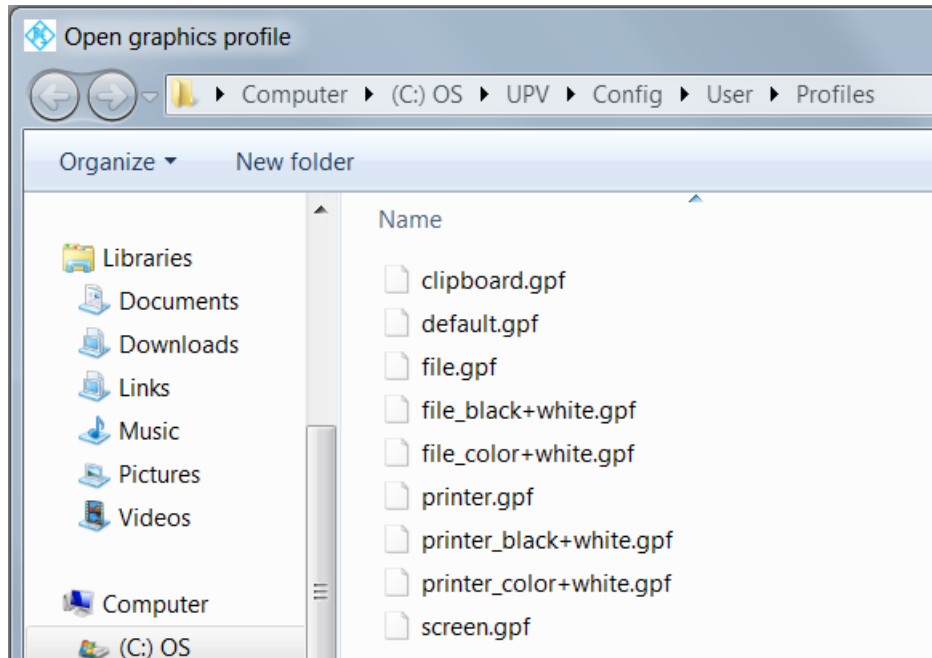 Open graphics profile
Computer (C:) OS UPV Config User Profiles
Organize New folder
Libraries
Documents
Downloads
Links
Music
Pictures
Videos
Computer
(C:) OS
Name
clipboard.gpf
default.gpf
file.gpf
file_black+white.gpf
file_color+white.gpf
printer.gpf
printer_black+white.gpf
printer_color+white.gpf
screen.gpf